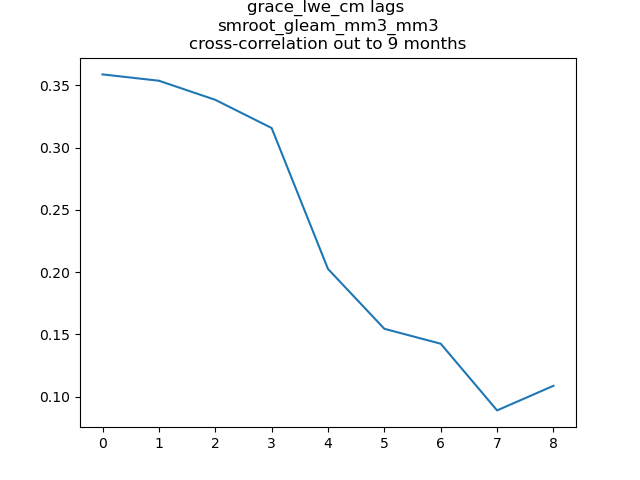 grace_lwe_cm lags
smroot_gleam_mm3_mm3
cross-correlation out to 9 months
0.35
0.30
0.25
0.20
0.15
0.10
0 1 2 3 4 5 6 7 8